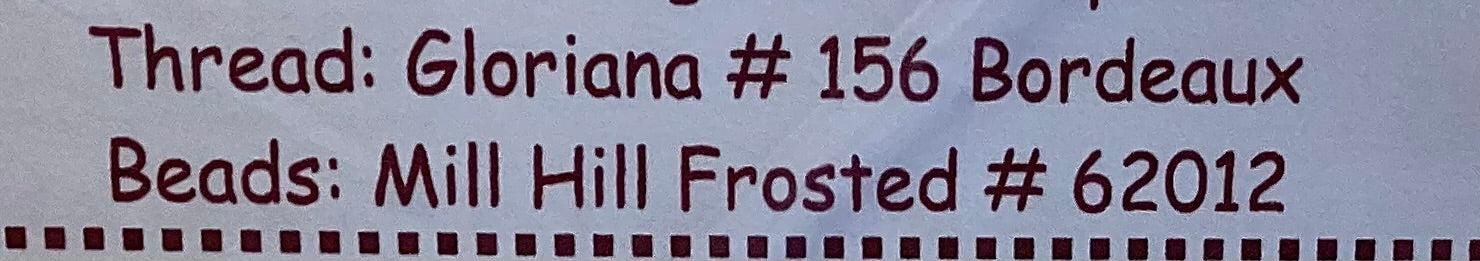 Thread: Gloriana # 156 Bordeaux
Beads: Mill Hill Frosted # 62012